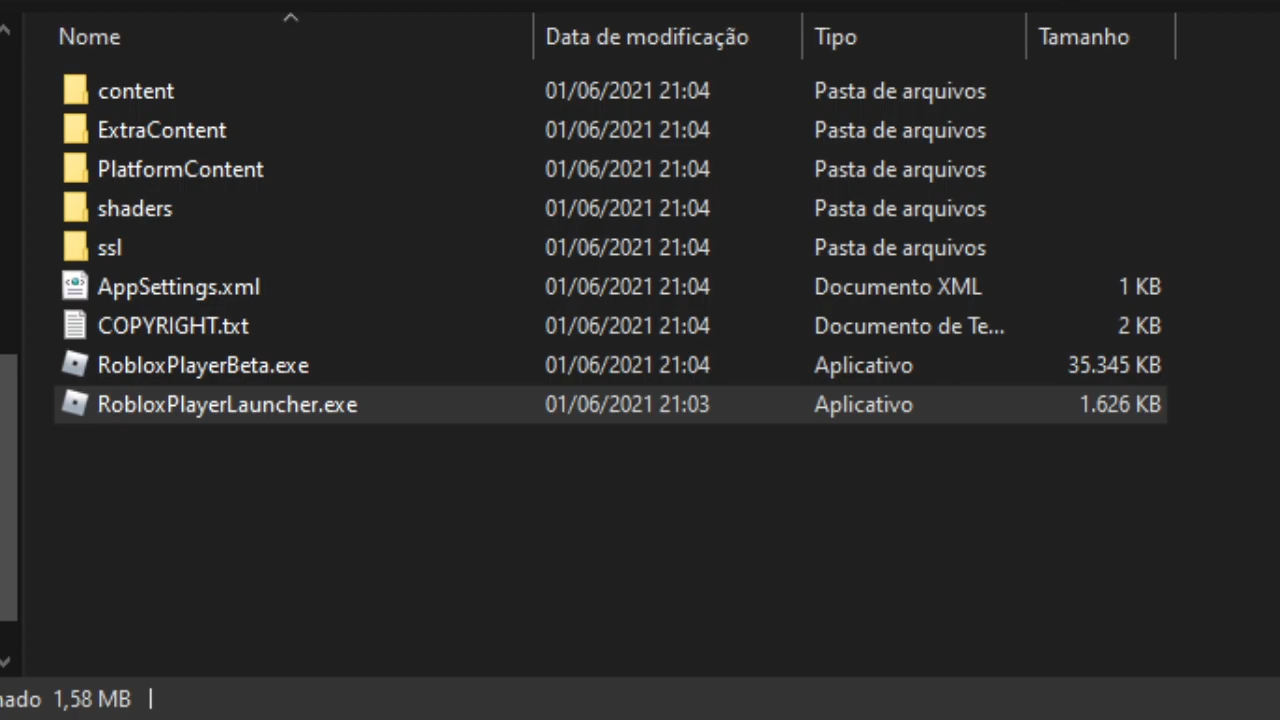 Nome Data de modificação Tipo Tamanho
content 01/06/2021 21:04 Pasta de arquivos
ExtraContent 01/06/2021 21:04 Pasta de arquivos
PlatformContent 01/06/2021 21:04 Pasta de arquivos
shaders 01/06/2021 21:04 Pasta de arquivos
ssl 01/06/2021 21:04 Pasta de arquivos
AppSettings.xml 01/06/2021 21:04 Documento XML 1 KB
COPYRIGHT.txt 01/06/2021 21:04 Documento de Te... 2 KB
RobloxPlayerBeta.exe 01/06/2021 21:04 Aplicativo 35.345 KB
RobloxPlayerLauncher.exe 01/06/2021 21:03 Aplicativo 1.626 KB
nado 1,58 MB